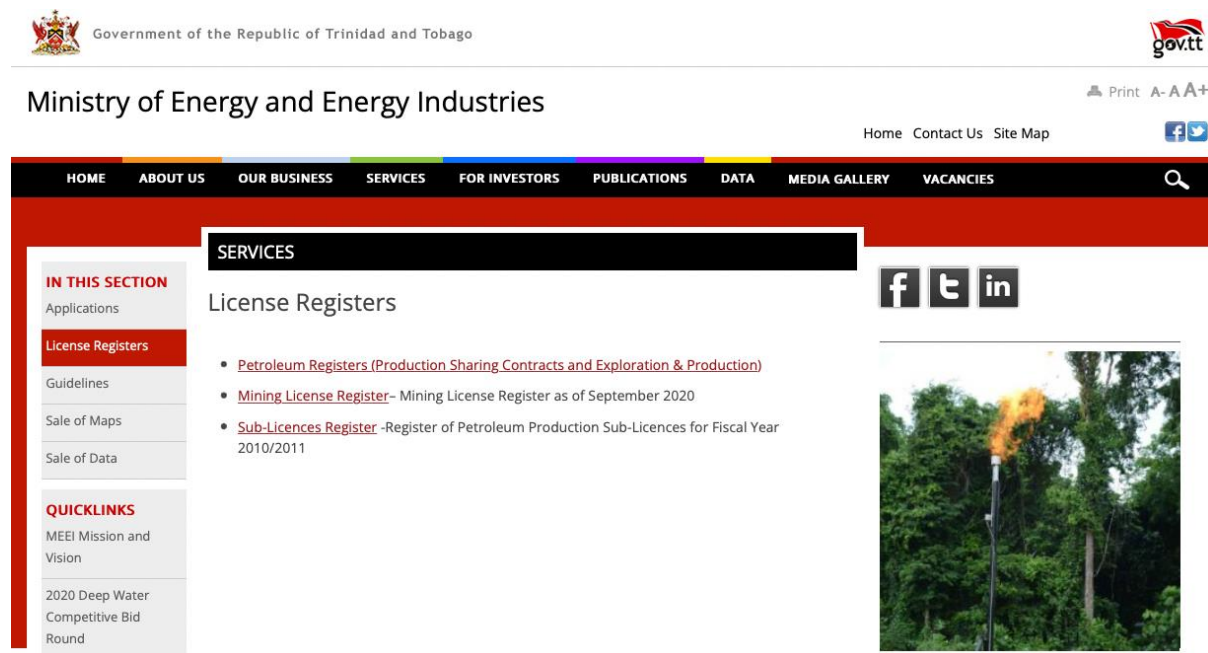 Government of the Republic of Trinidad and Tobago
gov.tt
Ministry of Energy and Energy Industries
Print A- A A+
Home Contact Us Site Map
HOME ABOUT US OUR BUSINESS SERVICES FOR INVESTORS PUBLICATIONS DATA MEDIA GALLERY VACANCIES
SERVICES
IN THIS SECTION
Applications
License Registers
Guidelines
Sale of Maps
Sale of Data
QUICKLINKS
MEEI Mission and
Vision
2020 Deep Water
Competitive Bid
Round
License Registers
Petroleum Registers (Production Sharing Contracts and Exploration & Production)
Mining License Register– Mining License Register as of September 2020
Sub-Licences Register -Register of Petroleum Production Sub-Licences for Fiscal Year
2010/2011
f t in